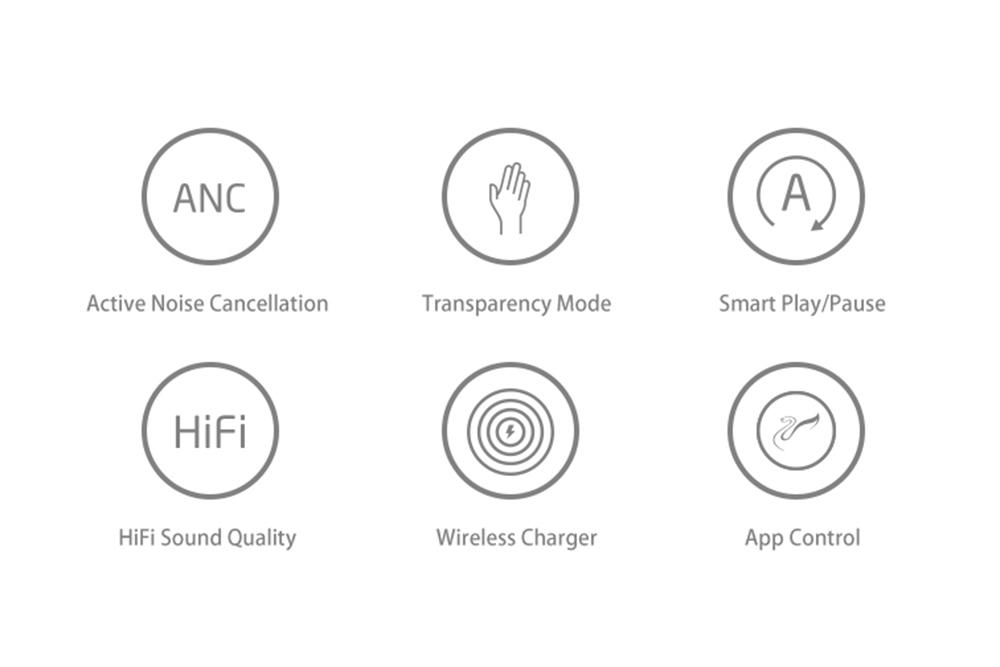 ANC
A
Active Noise Cancellation
Transparency Mode
Smart Play/Pause
HiFi
HiFi Sound Quality
Wireless Charger
App Control